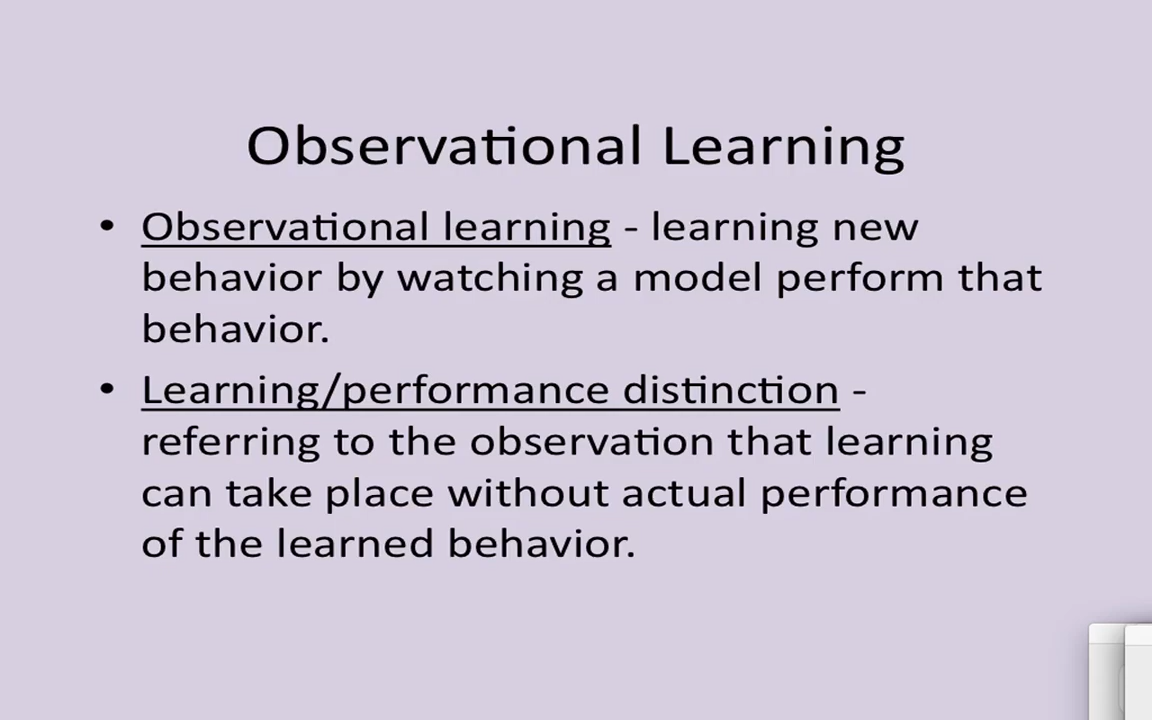 Observational Learning
• Observational learning - learning new
behavior by watching a model perform that
behavior.
• Learning/performance distinction -
referring to the observation that learning
can take place without actual performance
of the learned behavior.